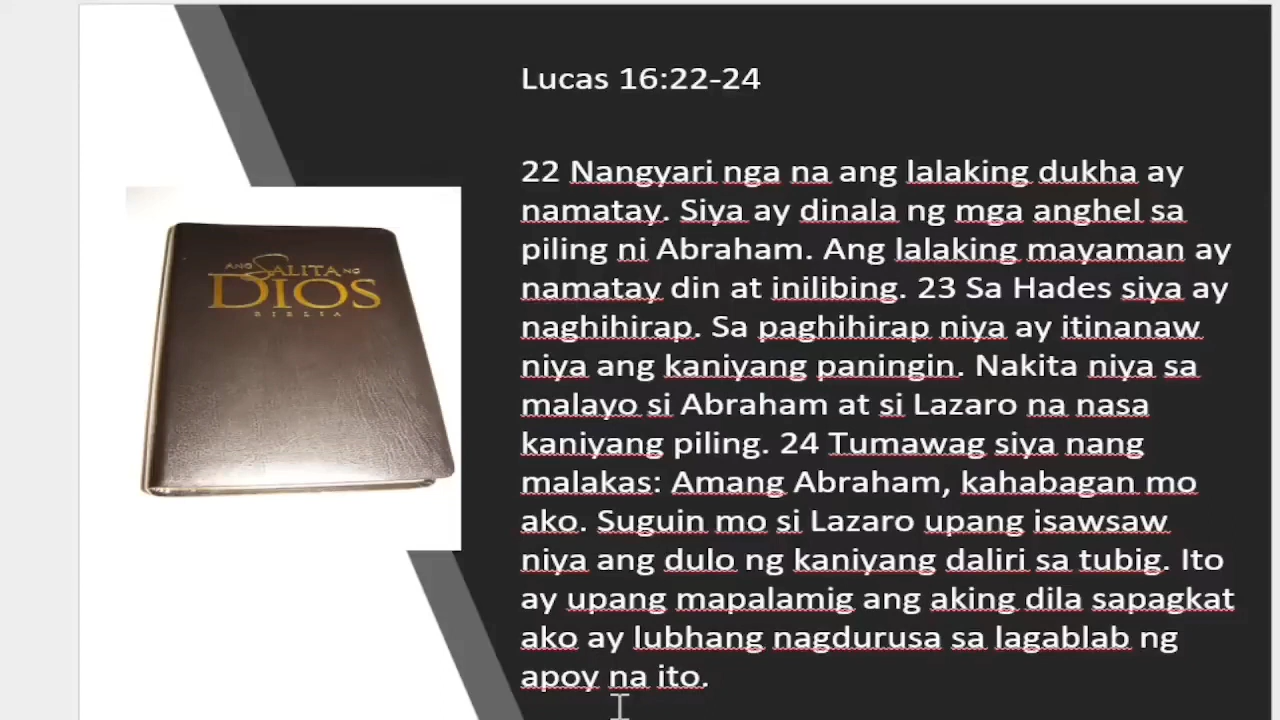 Lucas 16:22-24
22 Nangyari nga na ang lalaking dukha ay
namatay. Siya ay dinala ng mga anghel sa
piling ni Abraham. Ang lalaking mayaman ay
namatay din at inilibing. 23 Sa Hades siya ay
naghihirap. Sa paghihirap niya ay itinanaw
niya ang kaniyang paningin. Nakita niya sa
malayo si Abraham at si Lazaro na nasa
kaniyang piling. 24 Tumawag siya nang
malakas: Amang Abraham, kahabagan mo
ako. Suguin mo si Lazaro upang isawsaw
niya ang dulo ng kaniyang daliri sa tubig. Ito
ay upang mapalamig ang aking dila sapagkat
ako ay lubhang nagdurusa sa lagablab ng
apoy na ito.
ANG SALITA NG
DIOS
BIBLIA